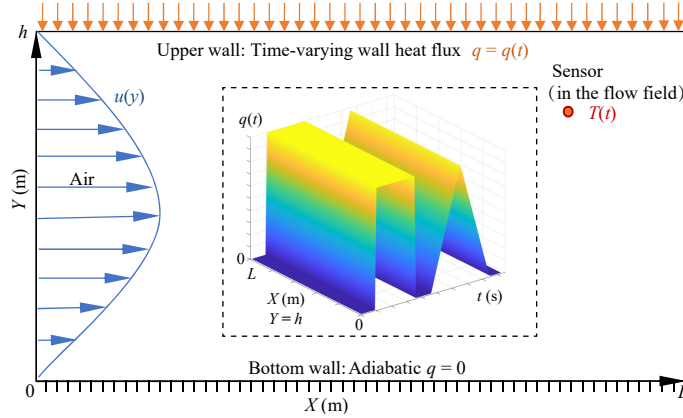 h
Upper wall: Time-varying wall heat flux q = q(t)
Sensor
(in the flow field)
T(t)
u(y)
Air
Y (m)
q(t)
0
L
X (m)
Y = h
0
t (s)
Bottom wall: Adiabatic q = 0
0
X (m)
L